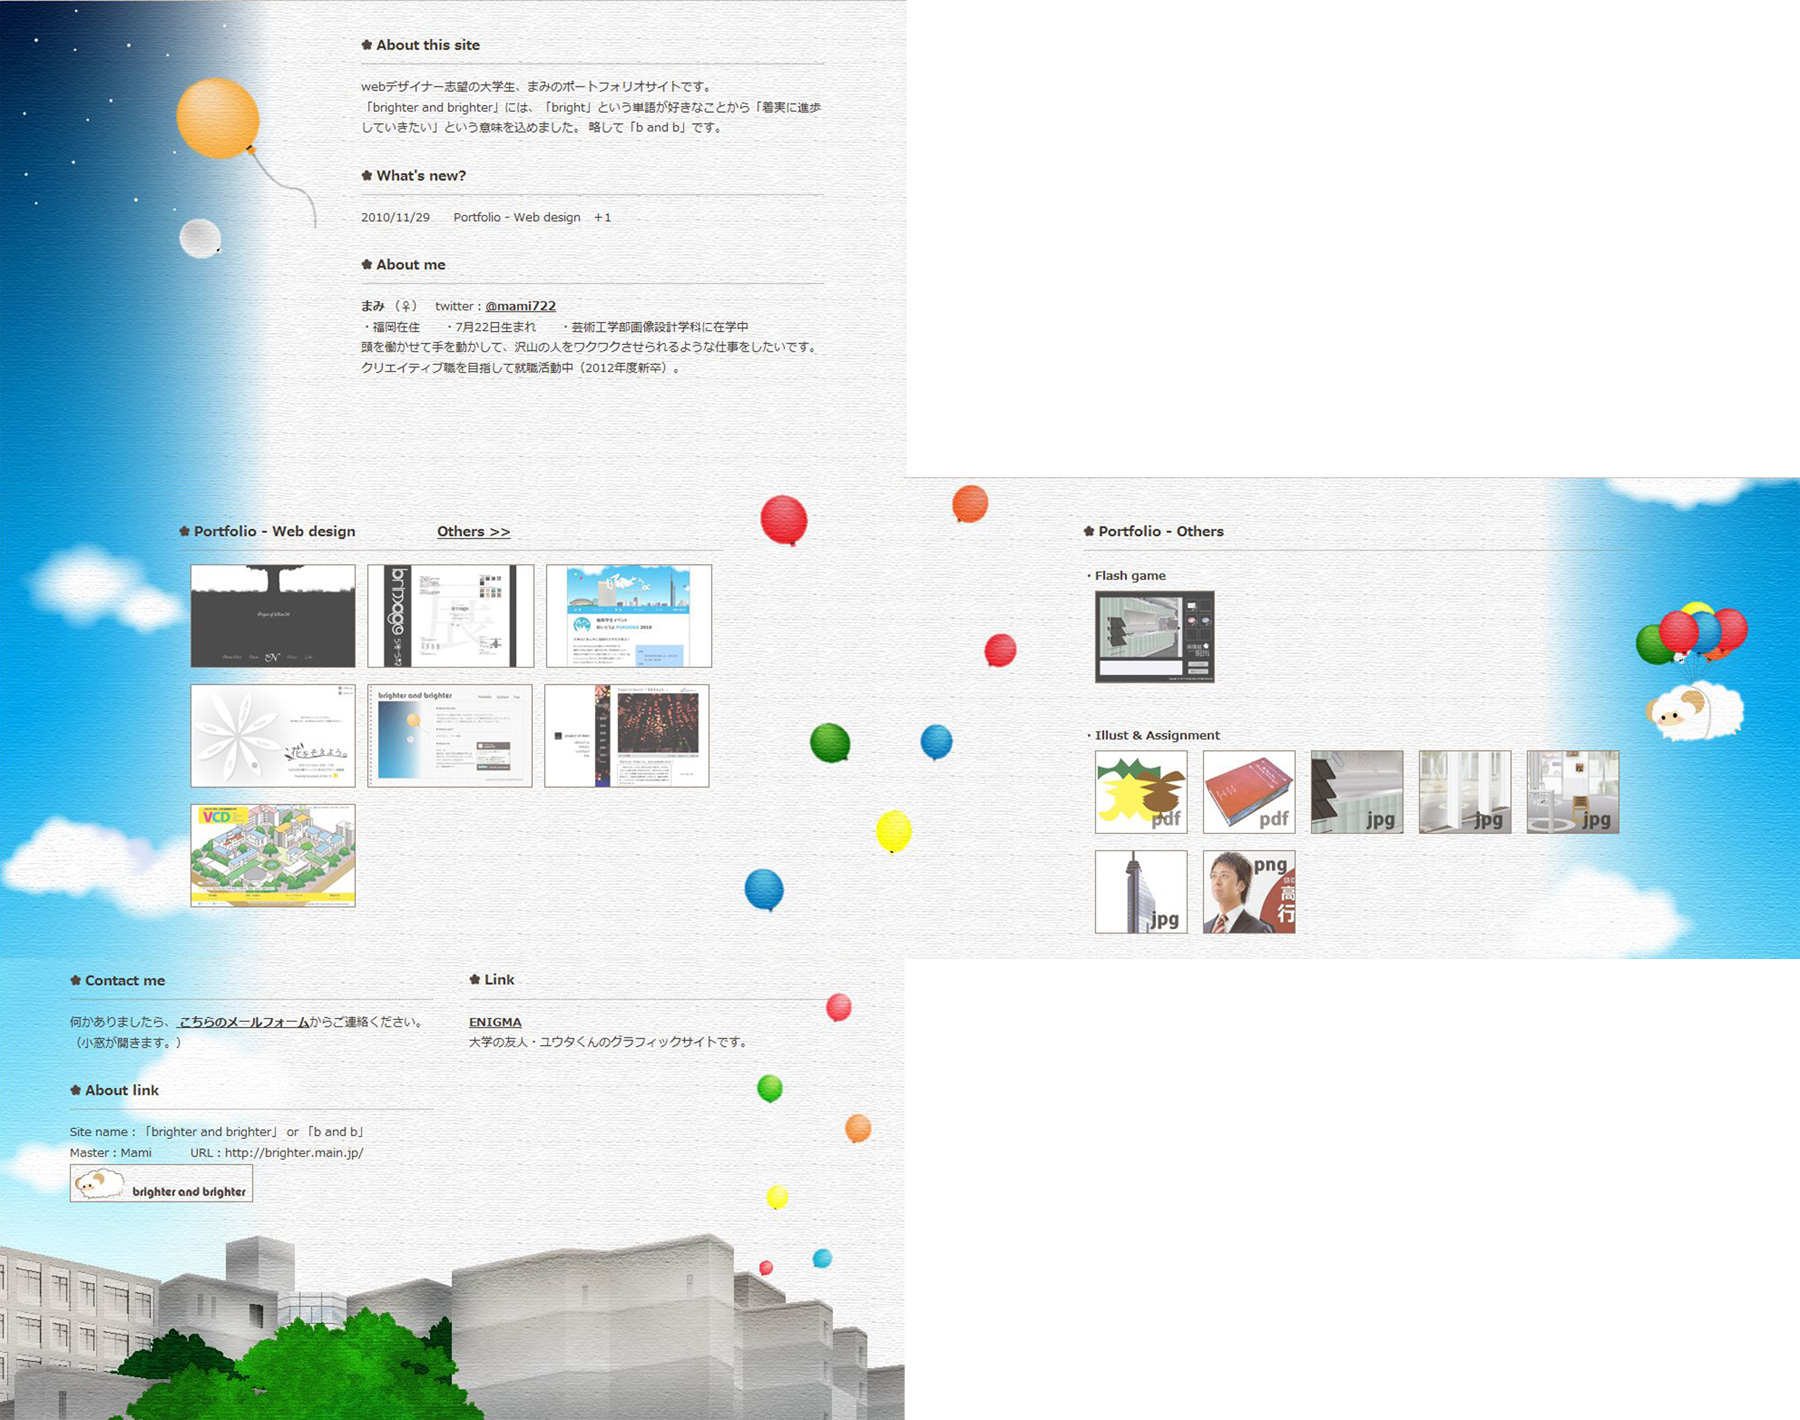 About this site
webデザイナー志望の大学生、まみのポートフォリオサイトです。
「brighter and brighter」には、「bright」という単語が好きなことから「着実に進歩
していきたい」という意味を込めました。 略して「b and b」です。
What's new?
2010/11/29 Portfolio - Web design ＋1
About me
まみ （♀） twitter : @mami722
・福岡在住 ・7月22日生まれ ・芸術工学部画像設計学科に在学中
頭を働かせて手を動かして、沢山の人をワクワクさせられるような仕事をしたいです。
クリエイティブ職を目指して就職活動中（2012年度新卒）。
Portfolio - Web design Others >>
brimago
展
花をそえよう。
brighter and brighter
VCD
Portfolio - Others
・Flash game
・Illust & Assignment
pdf
pdf
jpg
jpg
jpg
jpg
png
高
行
Contact me
何かありましたら、 こちらのメールフォームからご連絡ください。
（小窓が開きます。）
About link
Site name : 「brighter and brighter」 or 「b and b」
Master : Mami URL : http://brighter.main.jp/
brighter and brighter
Link
ENIGMA
大学の友人・ユウタくんのグラフィックサイトです。